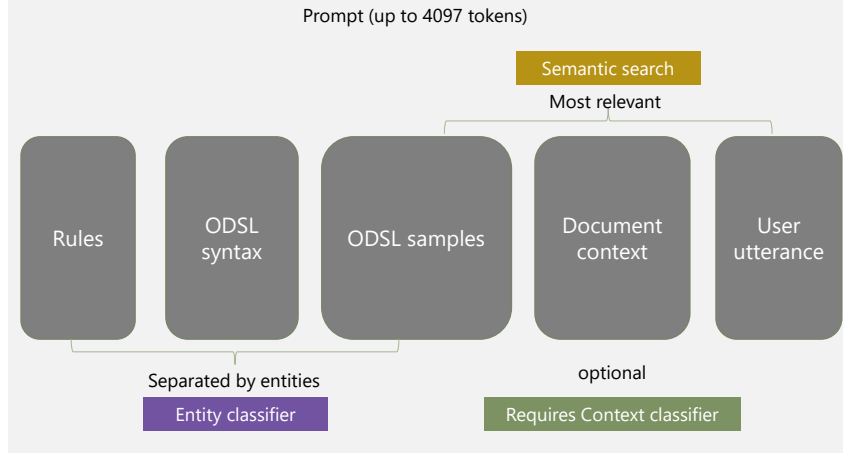 Prompt (up to 4097 tokens)
Semantic search
Most relevant
Rules
ODSL
syntax
ODSL samples
Document
context
User
utterance
Separated by entities
Entity classifier
optional
Requires Context classifier